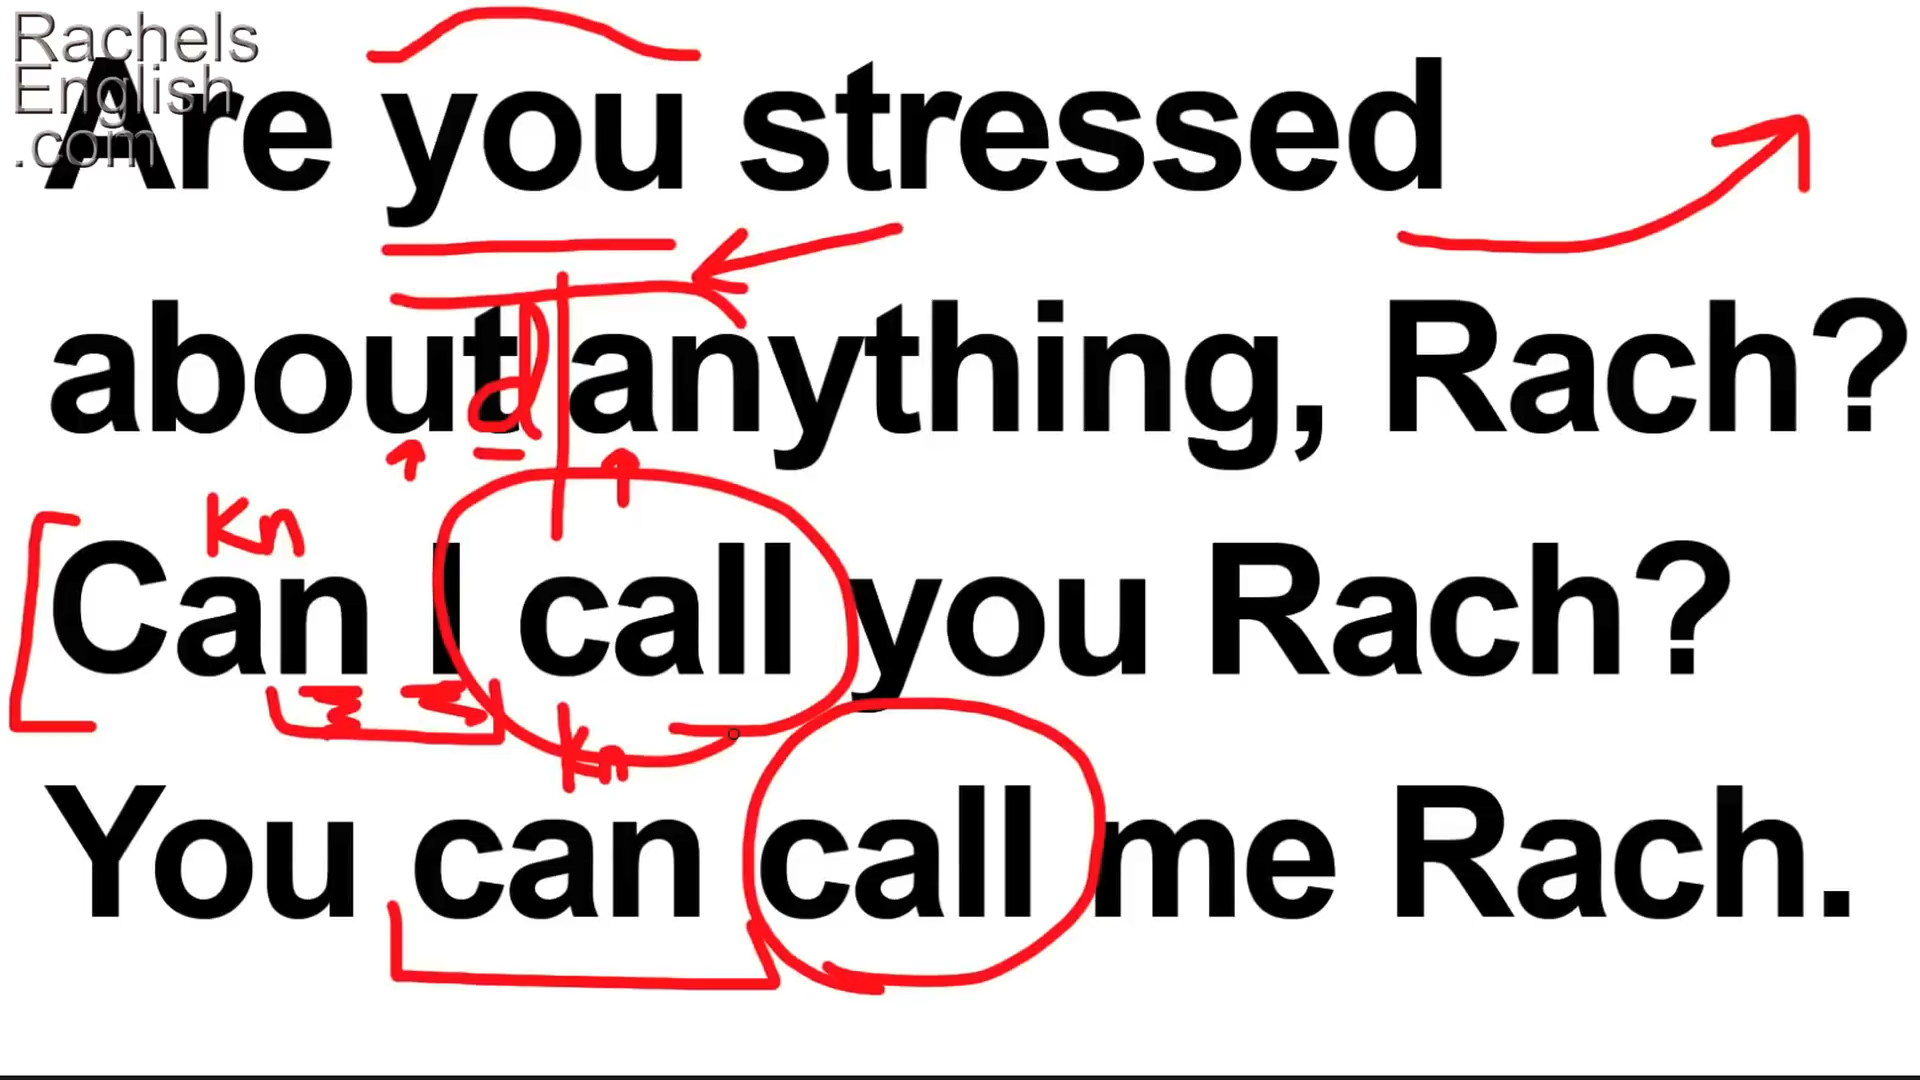 Rachels
English
.com
Are you stressed
d
about anything, Rach?
kn
Can I call you Rach?
kn
You can call me Rach.